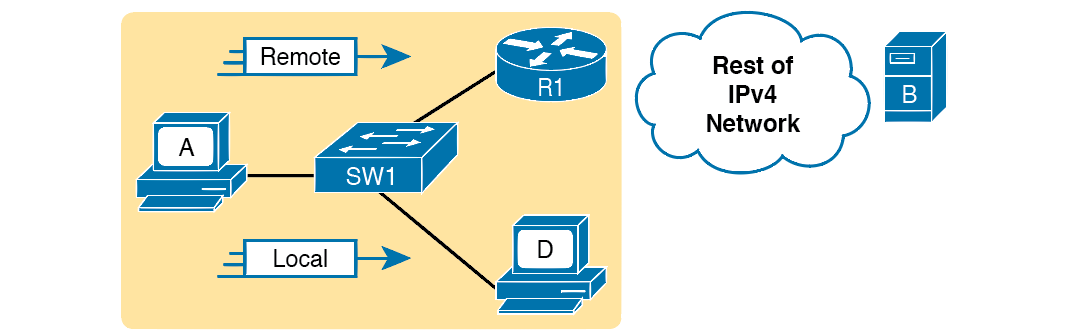 Remote
R1
Rest of
IPv4
Network
B
A
SW1
Local
D